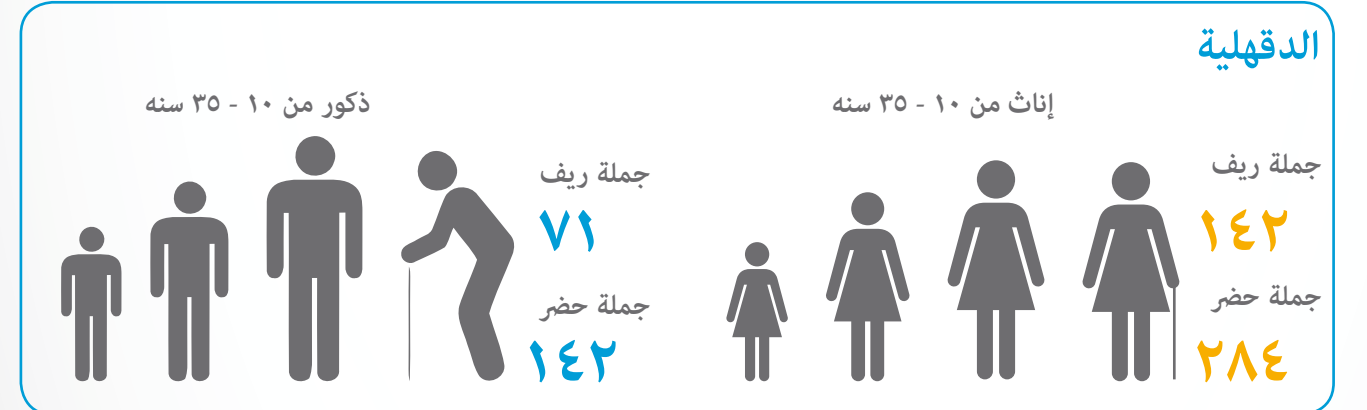 الدقهلية
إناث من ١٠ - ٣٥ سنه
جملة ريف
١٤٢
جملة حضر
٢٨٤
ذكور من ١٠ - ٣٥ سنه
جملة ريف
٧١
جملة حضر
١٤٢